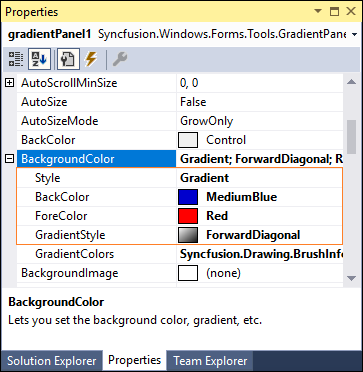 Properties
gradientPanel1 Syncfusion.Windows.Forms.Tools.GradientPane
AutoScrollMinSize 0, 0
AutoSize False
AutoSizeMode GrowOnly
BackColor Control
BackgroundColor Gradient; ForwardDiagonal; R
Style Gradient
BackColor MediumBlue
ForeColor Red
GradientStyle ForwardDiagonal
GradientColors Syncfusion.Drawing.BrushInfo
BackgroundImage (none)
BackgroundColor
Lets you set the background color, gradient, etc.
Solution Explorer Properties Team Explorer